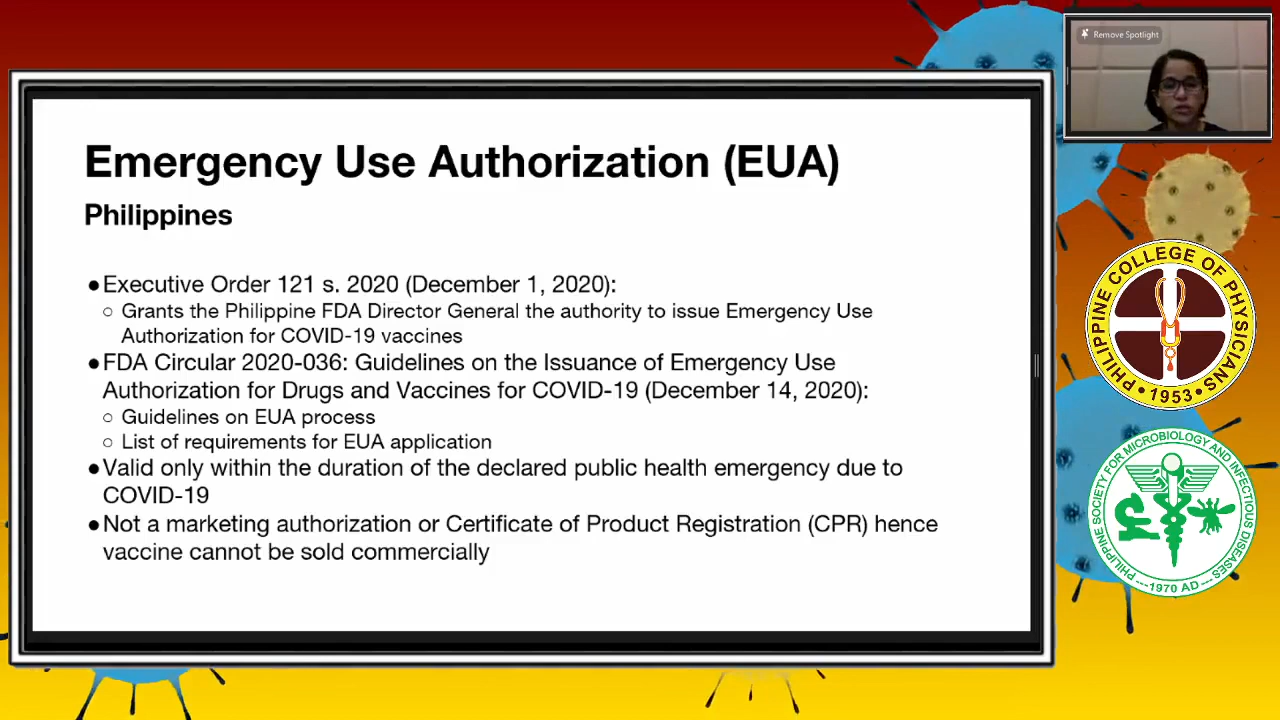 Remove Spotlight
Emergency Use Authorization (EUA)
Philippines
●Executive Order 121 s. 2020 (December 1, 2020):
○ Grants the Philippine FDA Director General the authority to issue Emergency Use
Authorization for COVID-19 vaccines
●FDA Circular 2020-036: Guidelines on the Issuance of Emergency Use
Authorization for Drugs and Vaccines for COVID-19 (December 14, 2020):
○ Guidelines on EUA process
○ List of requirements for EUA application
●Valid only within the duration of the declared public health emergency due to
COVID-19
●Not a marketing authorization or Certificate of Product Registration (CPR) hence
vaccine cannot be sold commercially
PHILIPPINE COLLEGE OF PHYSICIANS
• 1953 •
PHILIPPINE SOCIETY FOR MICROBIOLOGY AND INFECTIOUS DISEASES
---1970 AD---